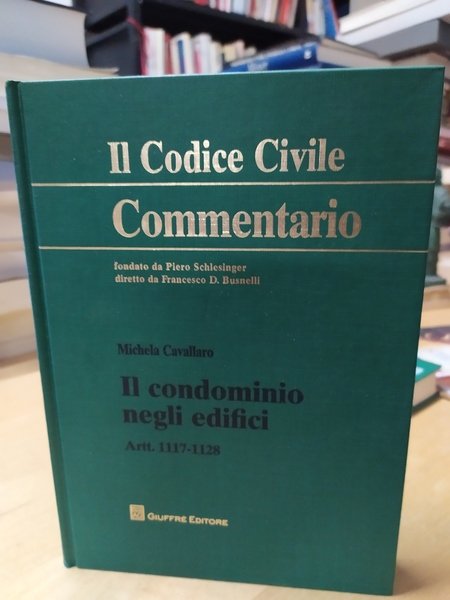 Il Codice Civile
Commentario
fondato da Piero Schlesinger
diretto da Francesco D. Busnelli
Michela Cavallaro
Il condominio
negli edifici
Artt. 1117-1128
GIUFFRÈ EDITORE